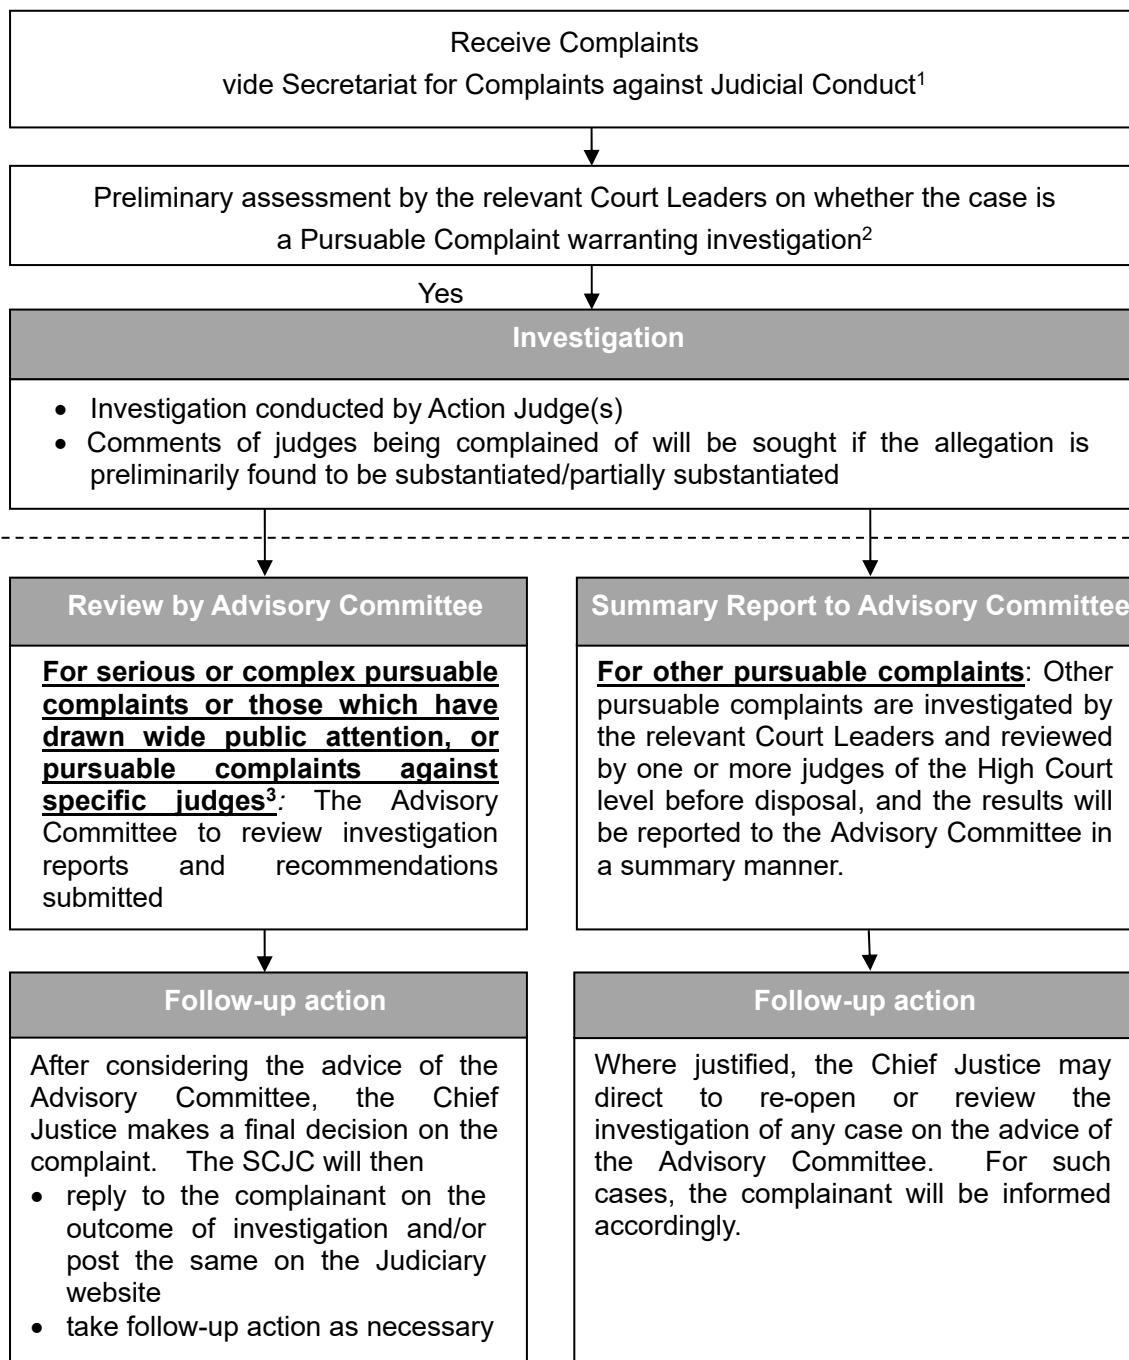 Receive Complaints
vide Secretariat for Complaints against Judicial Conduct¹
Preliminary assessment by the relevant Court Leaders on whether the case is
a Pursuable Complaint warranting investigation²
Yes
Investigation
• Investigation conducted by Action Judge(s)
• Comments of judges being complained of will be sought if the allegation is
preliminarily found to be substantiated/partially substantiated
Review by Advisory Committee
For serious or complex pursuable
complaints or those which have
drawn wide public attention, or
pursuable complaints against
specific judges³: The Advisory
Committee to review investigation
reports and recommendations
submitted
Summary Report to Advisory Committee
For other pursuable complaints: Other
pursuable complaints are investigated by
the relevant Court Leaders and reviewed
by one or more judges of the High Court
level before disposal, and the results will
be reported to the Advisory Committee in
a summary manner.
Follow-up action
After considering the advice of the
Advisory Committee, the Chief
Justice makes a final decision on the
complaint. The SCJC will then
• reply to the complainant on the
outcome of investigation and/or
post the same on the Judiciary
website
• take follow-up action as necessary
Follow-up action
Where justified, the Chief Justice may
direct to re-open or review the
investigation of any case on the advice of
the Advisory Committee. For such
cases, the complainant will be informed
accordingly.